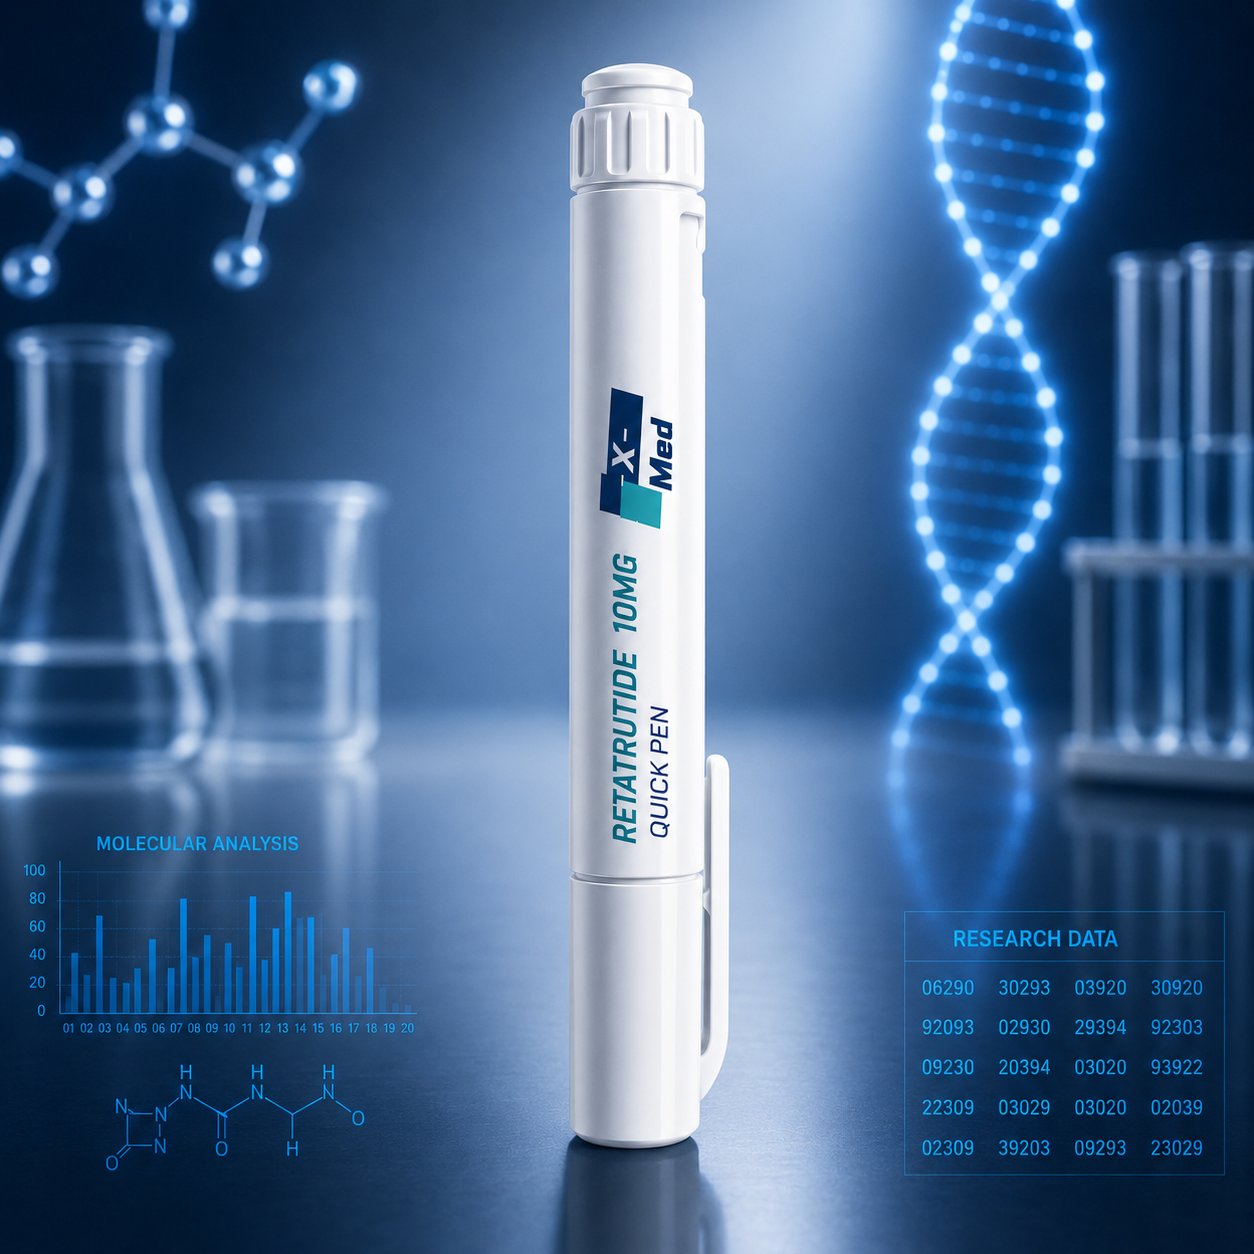 X-
Med
RETATRUTIDE 10MG
QUICK PEN
MOLECULAR ANALYSIS
100
80
60
40
20
0
01 02 03 04 05 06 07 08 09 10 11 12 13 14 15 16 17 18 19 20
H H H
N N N N N
O O O
N H
RESEARCH DATA
06290 30293 03920 30920
92093 02930 29394 92303
09230 20394 03020 93922
22309 03029 03020 02039
02309 39203 09293 23029